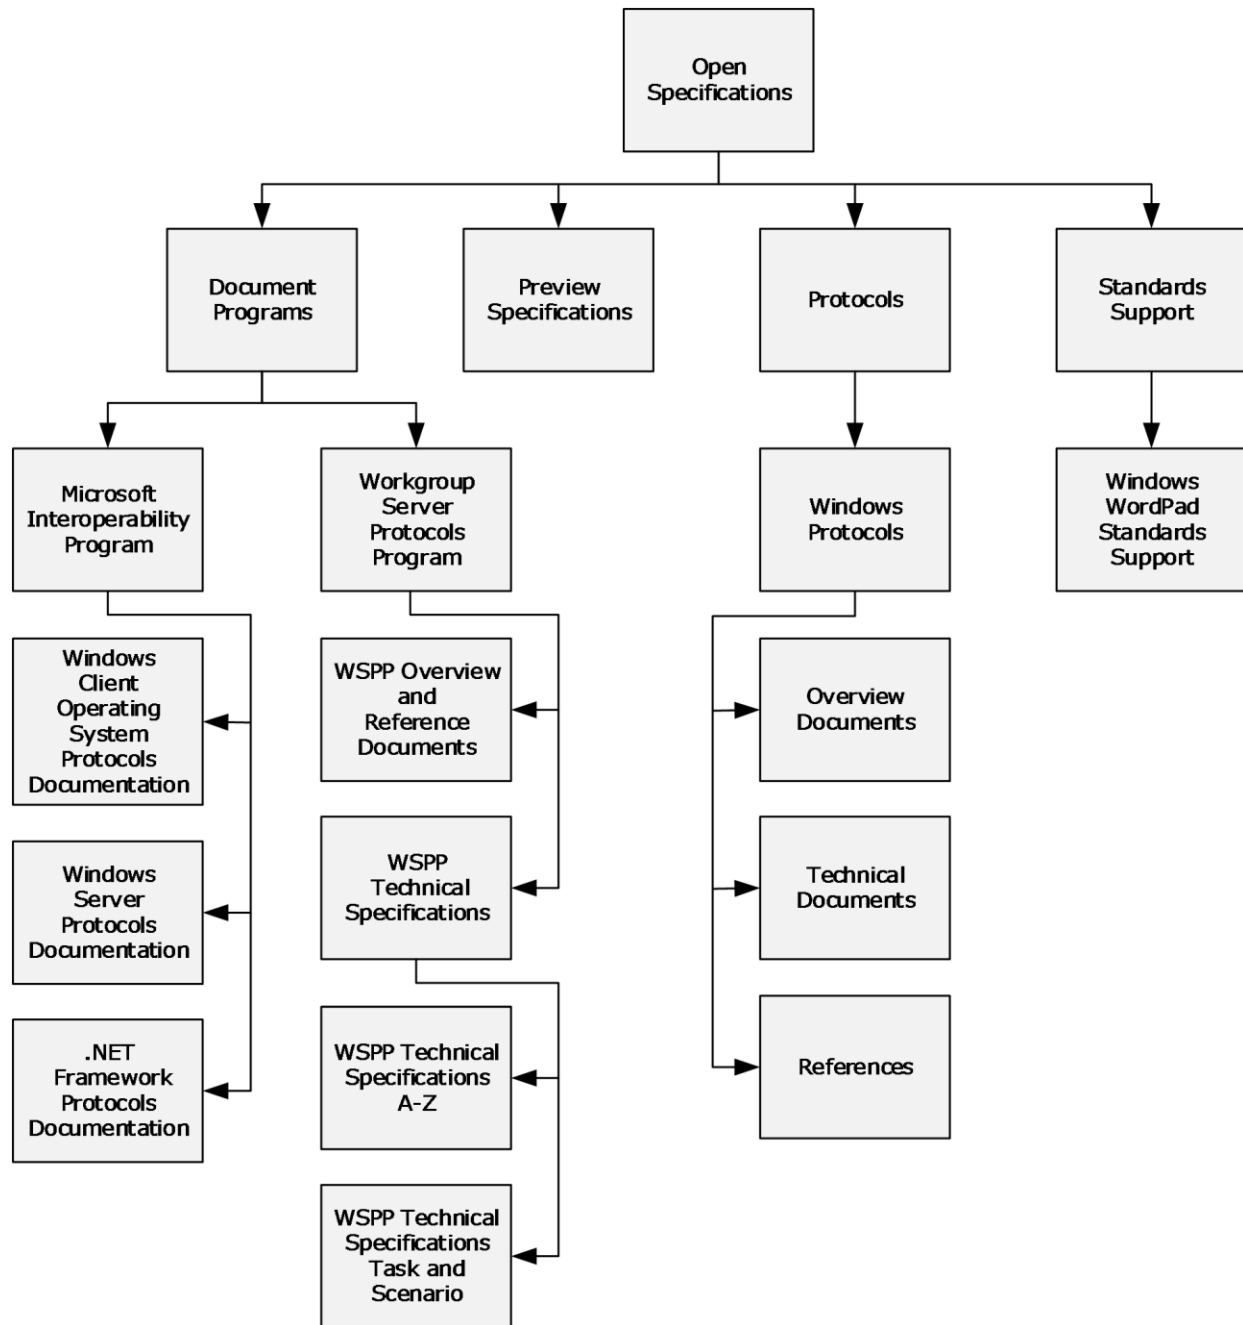 Open
Specifications
Document
Programs
Preview
Specifications
Protocols
Standards
Support
Microsoft
Interoperability
Program
Workgroup
Server
Protocols
Program
Windows
Protocols
Windows
WordPad
Standards
Support
Windows
Client
Operating
System
Protocols
Documentation
WSPP Overview
and
Reference
Documents
Overview
Documents
Windows
Server
Protocols
Documentation
WSPP
Technical
Specifications
Technical
Documents
.NET
Framework
Protocols
Documentation
WSPP Technical
Specifications
A-Z
References
WSPP Technical
Specifications
Task and
Scenario